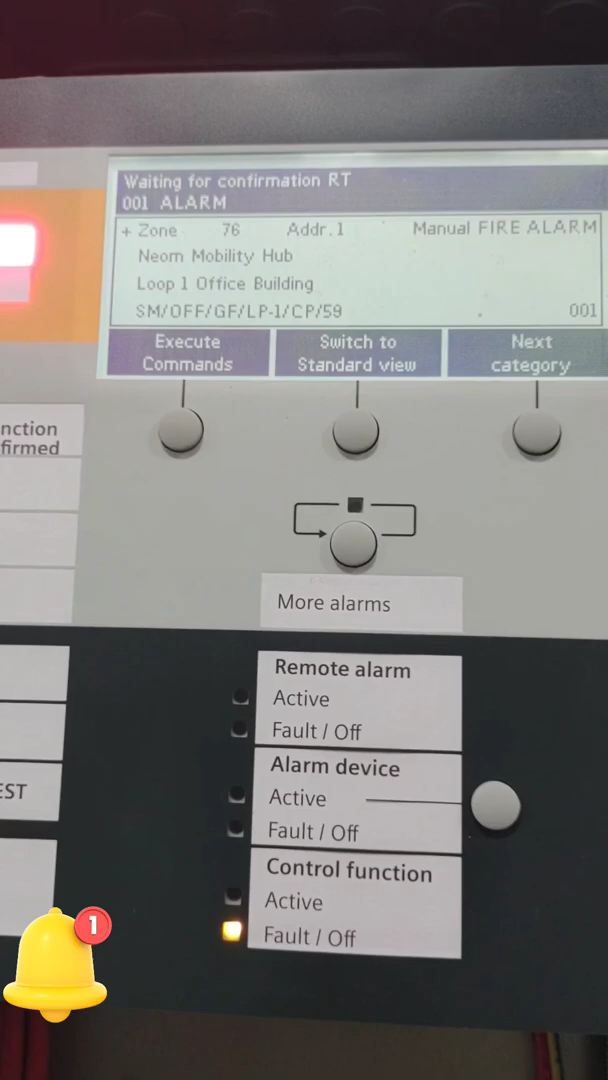 Waiting for confirmation RT
001 ALARM
+ Zone 76 Addr.1 Manual FIRE ALARM
Neom Mobility Hub
Loop 1 Office Building
SM/OFF/GF/LP-1/CP/59 001
Execute Commands
Switch to Standard view
Next category
nction
firmed
More alarms
Remote alarm
Active
Fault / Off
Alarm device
Active
Fault / Off
EST
Control function
Active
Fault / Off
1